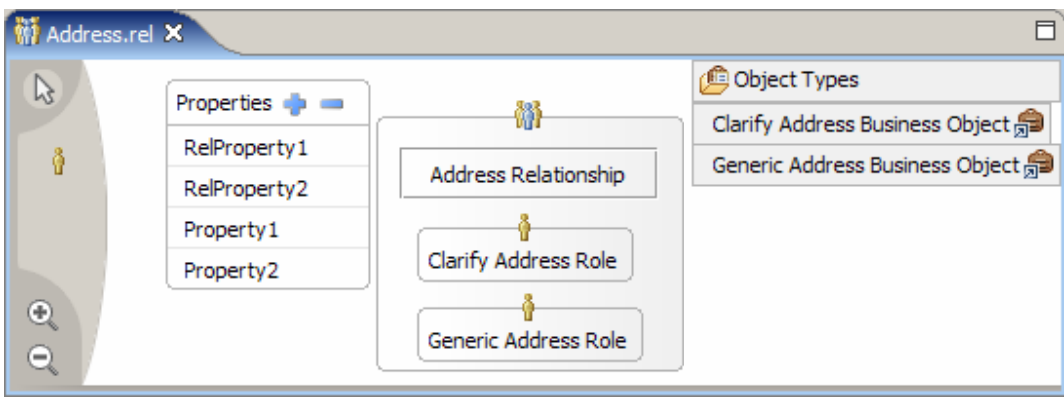 Address.rel
Properties
RelProperty1
RelProperty2
Property1
Property2
Address Relationship
Clarify Address Role
Generic Address Role
Object Types
Clarify Address Business Object
Generic Address Business Object